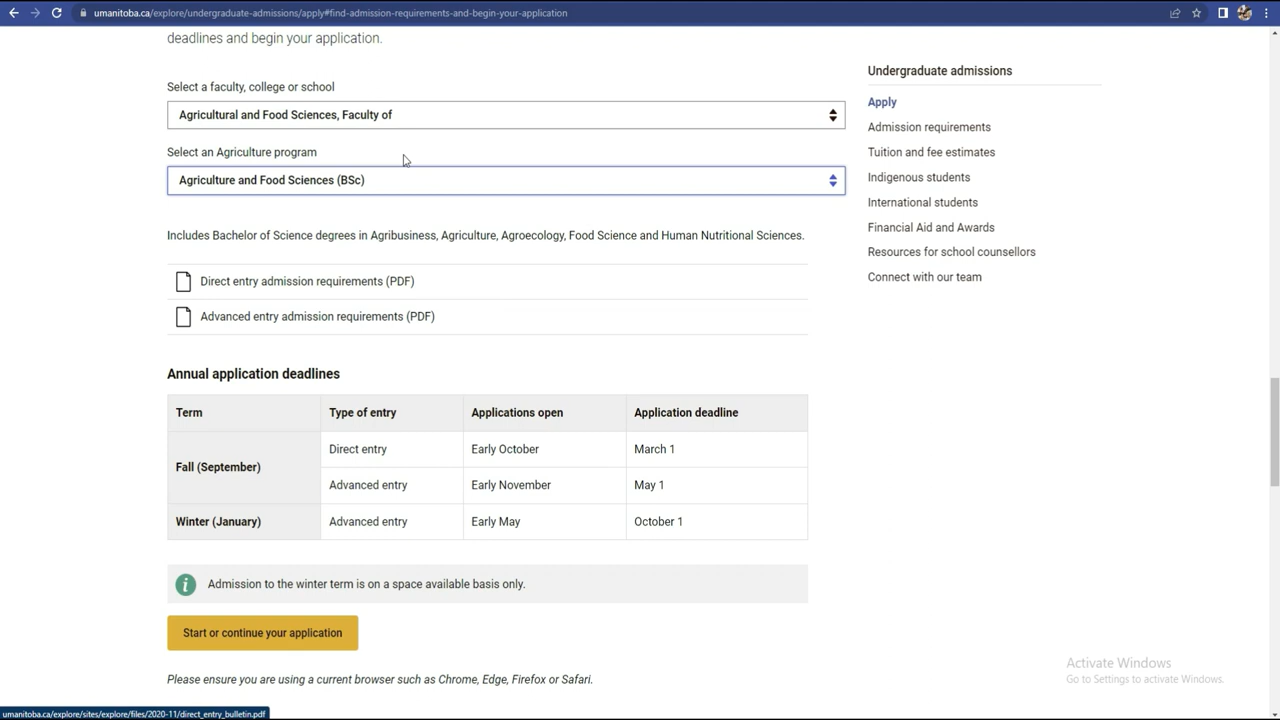 umanitoba.ca/explore/undergraduate-admissions/apply#find-admission-requirements-and-begin-your-application
deadlines and begin your application.
Select a faculty, college or school
Agricultural and Food Sciences, Faculty of
Select an Agriculture program
Agriculture and Food Sciences (BSc)
Includes Bachelor of Science degrees in Agribusiness, Agriculture, Agroecology, Food Science and Human Nutritional Sciences.
Direct entry admission requirements (PDF)
Advanced entry admission requirements (PDF)
Annual application deadlines
Term Type of entry Applications open Application deadline
Fall (September)
Direct entry Early October March 1
Advanced entry Early November May 1
Winter (January) Advanced entry Early May October 1
Admission to the winter term is on a space available basis only.
Start or continue your application
Please ensure you are using a current browser such as Chrome, Edge, Firefox or Safari.
Undergraduate admissions
Apply
Admission requirements
Tuition and fee estimates
Indigenous students
International students
Financial Aid and Awards
Resources for school counsellors
Connect with our team
Activate Windows
Go to Settings to activate Windows.
umanitoba.ca/explore/sites/explore/files/2020-11/direct_entry_bulletin.pdf